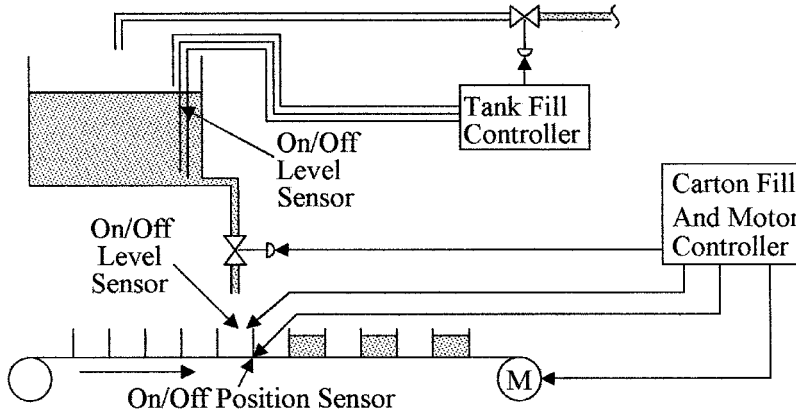 Tank Fill
Controller
On/Off
Level
Sensor
Carton Fill
And Motor
Controller
On/Off
Level
Sensor
M
On/Off Position Sensor